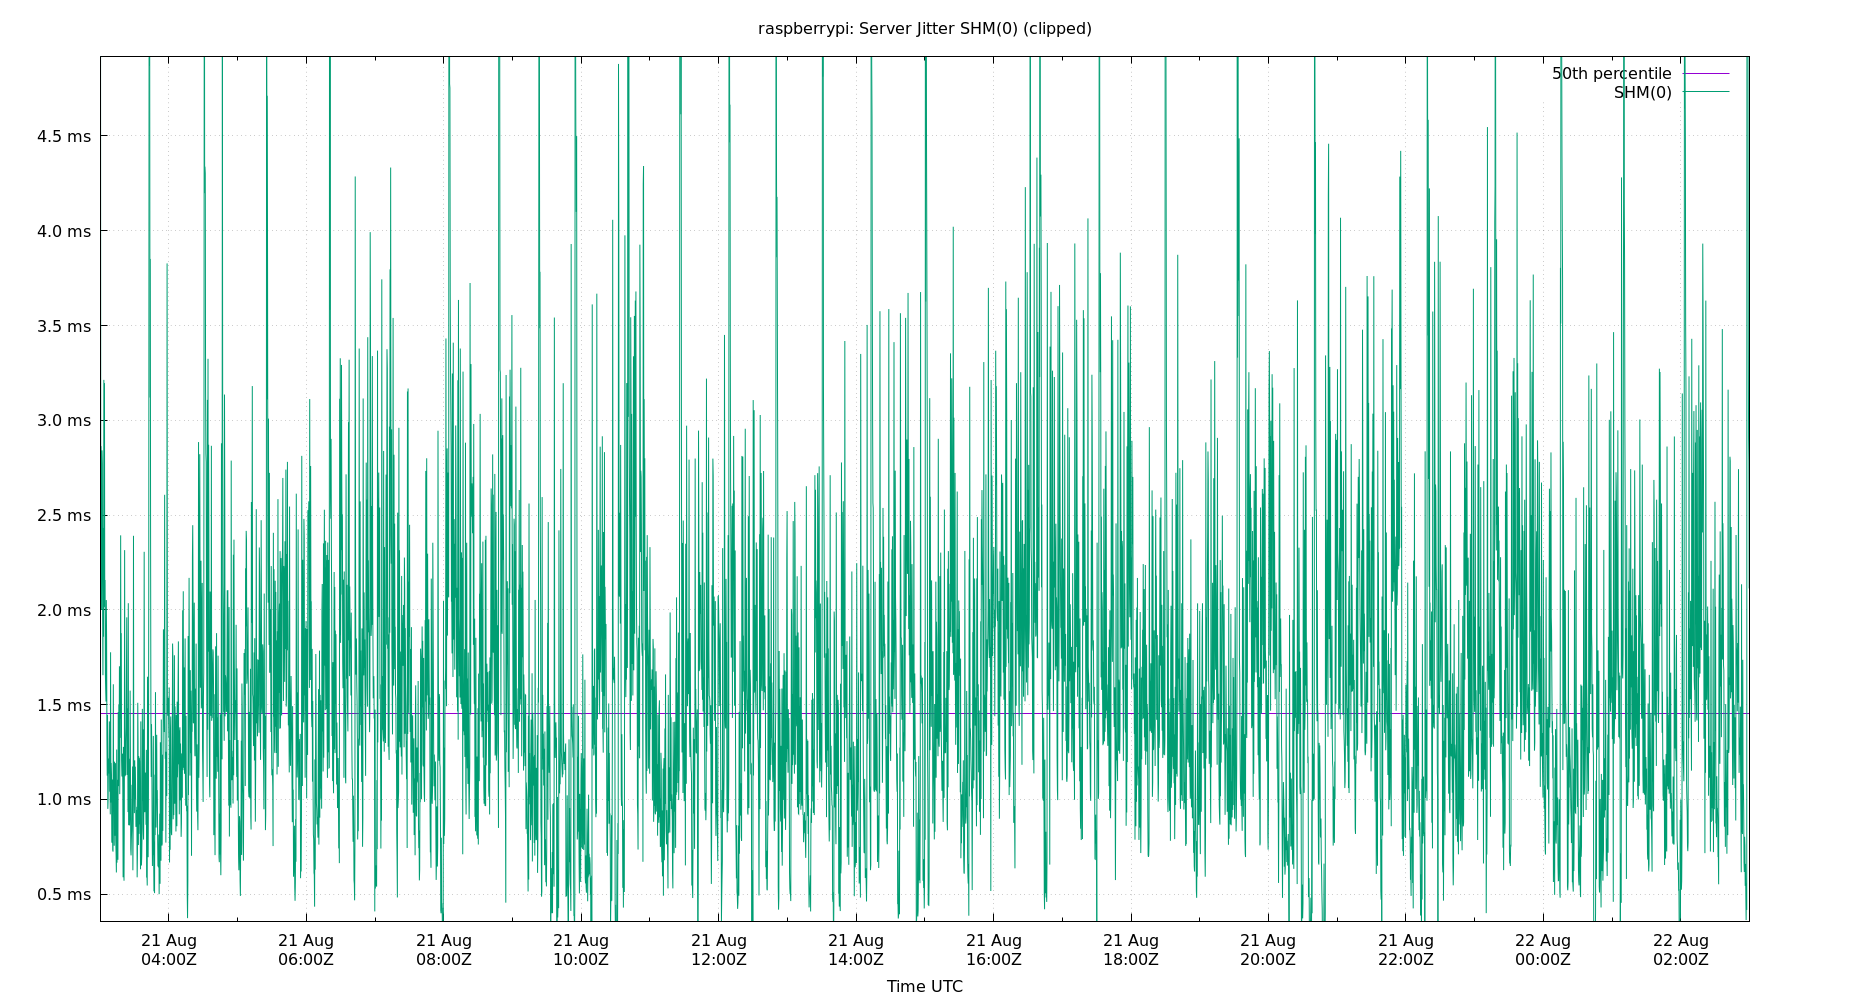 raspberrypi: Server Jitter SHM(0) (clipped)
50th percentile
SHM(0)
4.5 ms
4.0 ms
3.5 ms
3.0 ms
2.5 ms
2.0 ms
1.5 ms
1.0 ms
0.5 ms
21 Aug 21 Aug 21 Aug 21 Aug 21 Aug 21 Aug 21 Aug 21 Aug 21 Aug 21 Aug 22 Aug 22 Aug
04:00Z 06:00Z 08:00Z 10:00Z 12:00Z 14:00Z 16:00Z 18:00Z 20:00Z 22:00Z 00:00Z 02:00Z
Time UTC